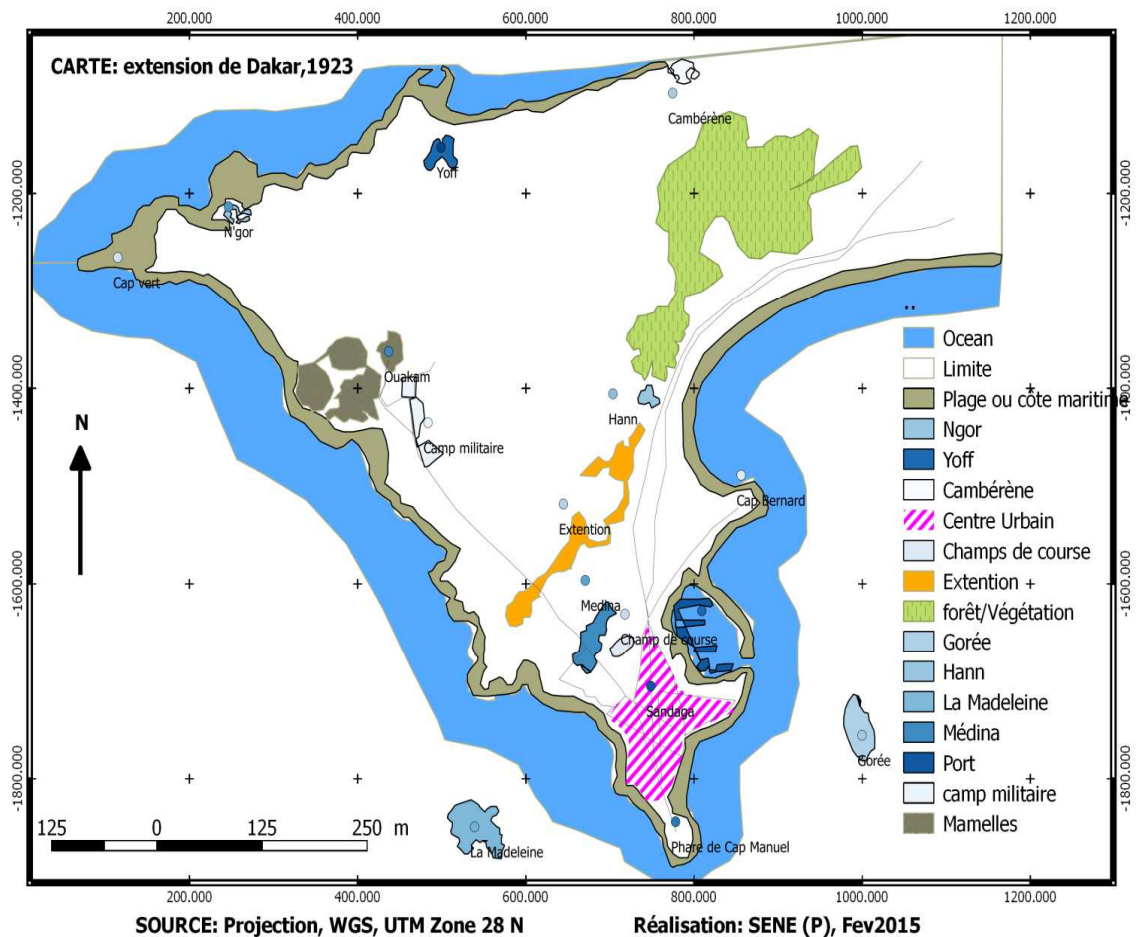 200.000 400.000 600.000 800.000 1000.000 1200.000
CARTE: extension de Dakar,1923
Cambérène
Yoff
-1200.000 -1200.000
N'gor
Cap vert
..
Ouakam
-1400.000 -1400.000
Hann
Camp militaire
N
Cap Bernard
Extention
-1600.000 -1600.000
Medina
Champ de course
Sandaga
Gorée
-1800.000 -1800.000
125 0 125 250 m
La Madeleine
Phare de Cap Manuel
Ocean
Limite
Plage ou côte maritime
Ngor
Yoff
Cambérène
Centre Urbain
Champs de course
Extention
forêt/Végétation
Gorée
Hann
La Madeleine
Médina
Port
camp militaire
Mamelles
200.000 400.000 600.000 800.000 1000.000 1200.000
SOURCE: Projection, WGS, UTM Zone 28 N Réalisation: SENE (P), Fev2015